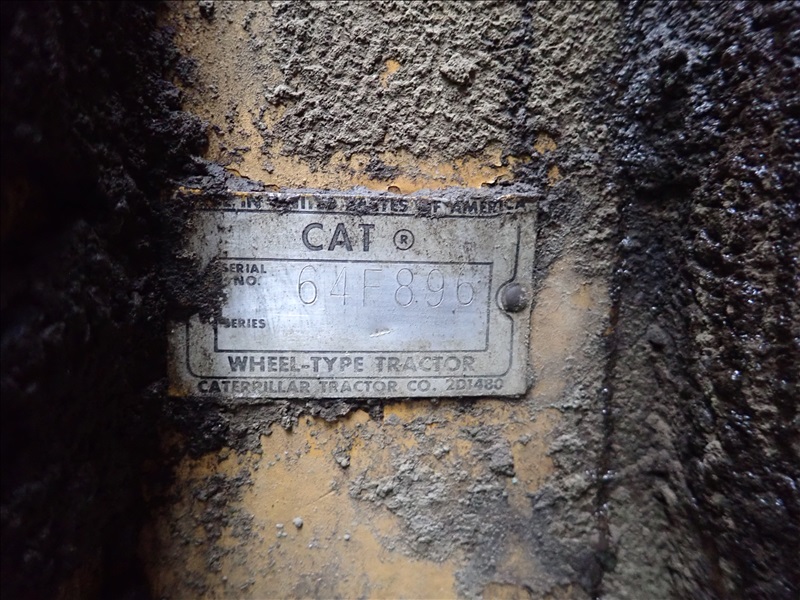 IN UNITED STATES OF AMERICA
CAT ®
SERIAL NO. 64F896
SERIES
WHEEL-TYPE TRACTOR
CATERPILLAR TRACTOR CO. 2D1480